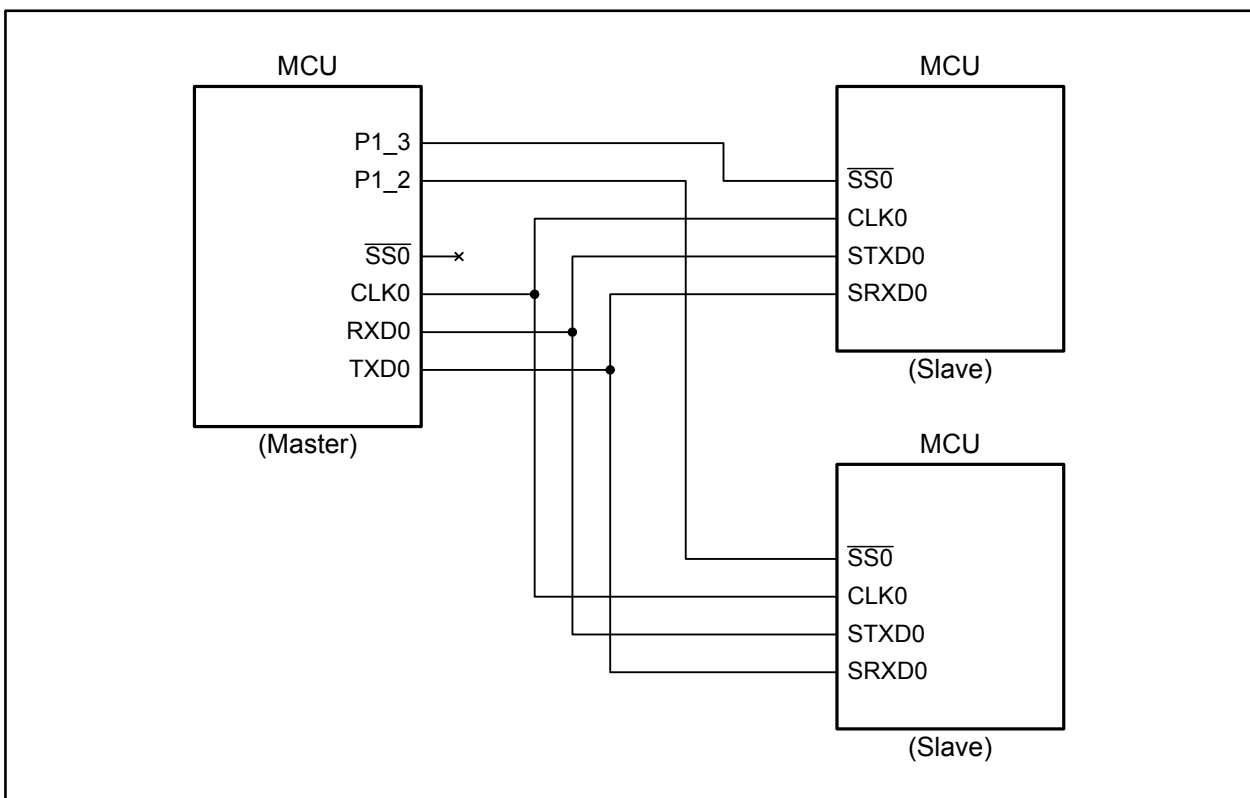 MCU
P1_3
P1_2
SS0
CLK0
RXD0
TXD0
(Master)
MCU
SS0
CLK0
STXD0
SRXD0
(Slave)
MCU
SS0
CLK0
STXD0
SRXD0
(Slave)